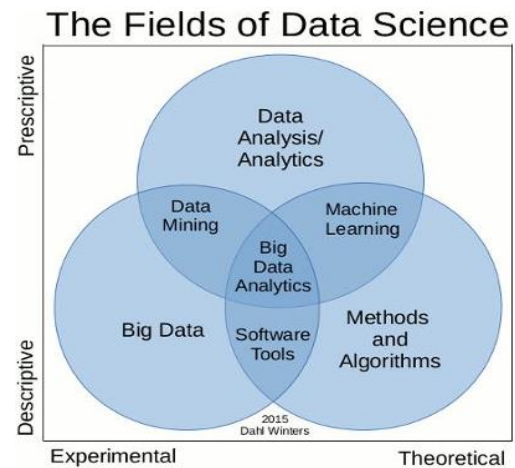 The Fields of Data Science
Prescriptive
Data
Analysis/
Analytics
Data
Mining
Machine
Learning
Big
Data
Analytics
Big Data
Software
Tools
Methods
and
Algorithms
Descriptive
2015
Dahl Winters
Experimental
Theoretical